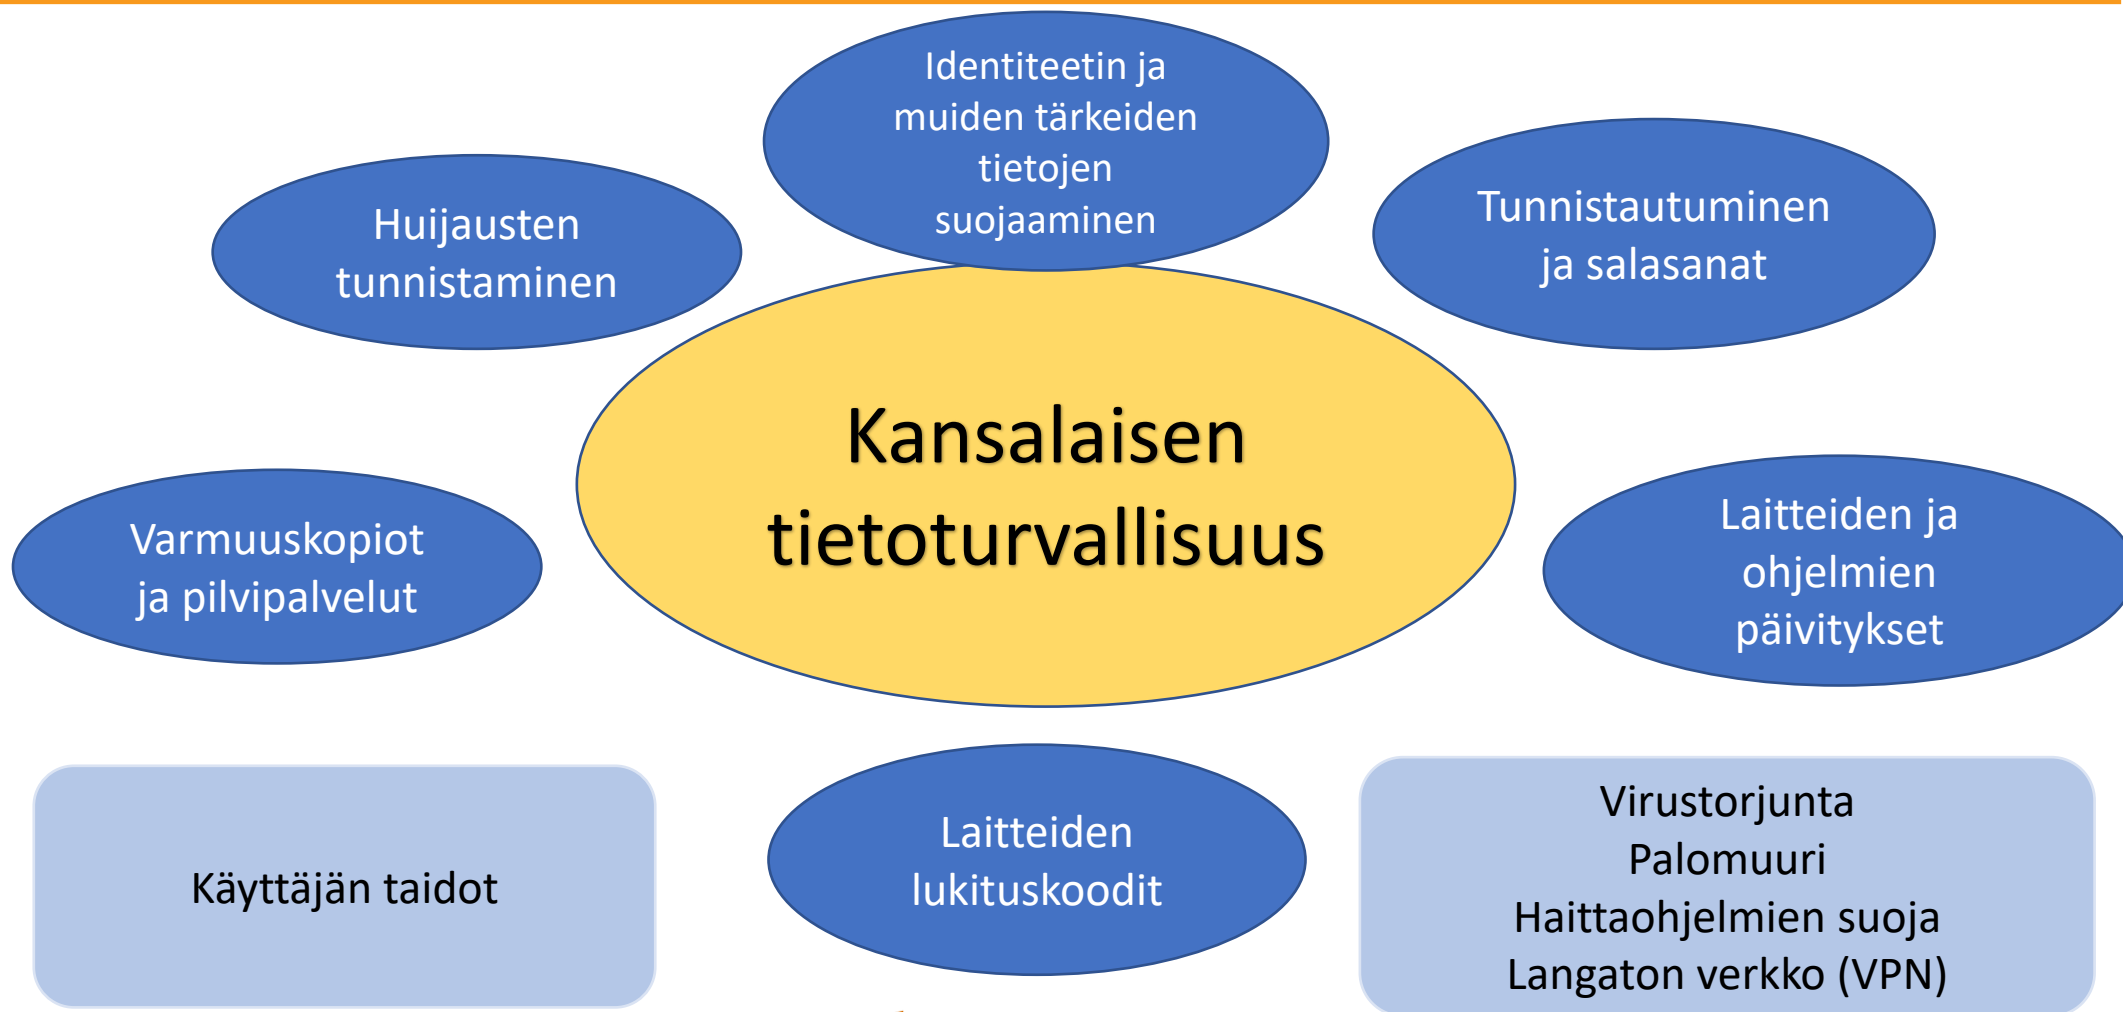 Identiteetin ja
muiden tärkeiden
tietojen
suojaaminen
Huijausten
tunnistaminen
Tunnistautuminen
ja salasanat
Kansalaisen
tietoturvallisuus
Varmuuskopiot
ja pilvipalvelut
Laitteiden ja
ohjelmien
päivitykset
Käyttäjän taidot
Laitteiden
lukituskoodit
Virustorjunta
Palomuuri
Haittaohjelmien suoja
Langaton verkko (VPN)